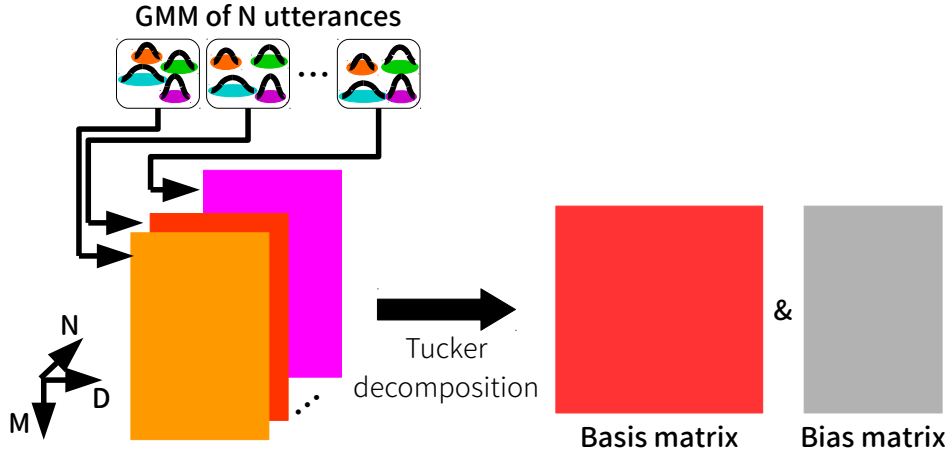 GMM of N utterances
...
N
D
M
...
Tucker
decomposition
&
Basis matrix
Bias matrix